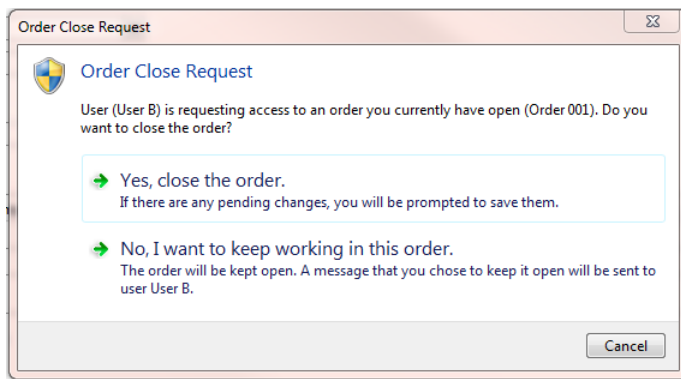 Order Close Request
Order Close Request
User (User B) is requesting access to an order you currently have open (Order 001). Do you
want to close the order?
Yes, close the order.
If there are any pending changes, you will be prompted to save them.
No, I want to keep working in this order.
The order will be kept open. A message that you chose to keep it open will be sent to
user User B.
Cancel